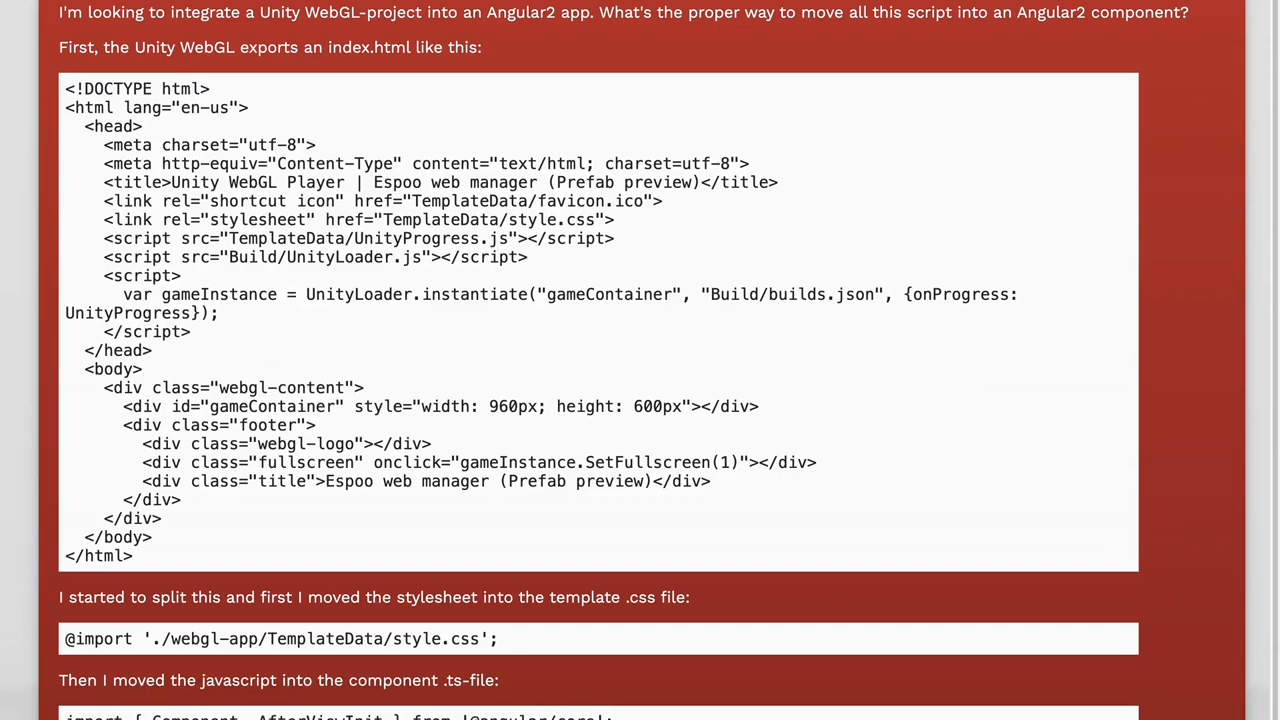 I'm looking to integrate a Unity WebGL-project into an Angular2 app. What's the proper way to move all this script into an Angular2 component?
First, the Unity WebGL exports an index.html like this:
<!DOCTYPE html>
<html lang="en-us">
  <head>
    <meta charset="utf-8">
    <meta http-equiv="Content-Type" content="text/html; charset=utf-8">
    <title>Unity WebGL Player | Espoo web manager (Prefab preview)</title>
    <link rel="shortcut icon" href="TemplateData/favicon.ico">
    <link rel="stylesheet" href="TemplateData/style.css">
    <script src="TemplateData/UnityProgress.js"></script>
    <script src="Build/UnityLoader.js"></script>
    <script>
      var gameInstance = UnityLoader.instantiate("gameContainer", "Build/builds.json", {onProgress:
UnityProgress});
    </script>
  </head>
  <body>
    <div class="webgl-content">
      <div id="gameContainer" style="width: 960px; height: 600px"></div>
      <div class="footer">
        <div class="webgl-logo"></div>
        <div class="fullscreen" onclick="gameInstance.SetFullscreen(1)"></div>
        <div class="title">Espoo web manager (Prefab preview)</div>
      </div>
    </div>
  </body>
</html>
I started to split this and first I moved the stylesheet into the template .css file:
@import './webgl-app/TemplateData/style.css';
Then I moved the javascript into the component .ts-file:
import { Component, AfterViewInit } from '@angular/core';